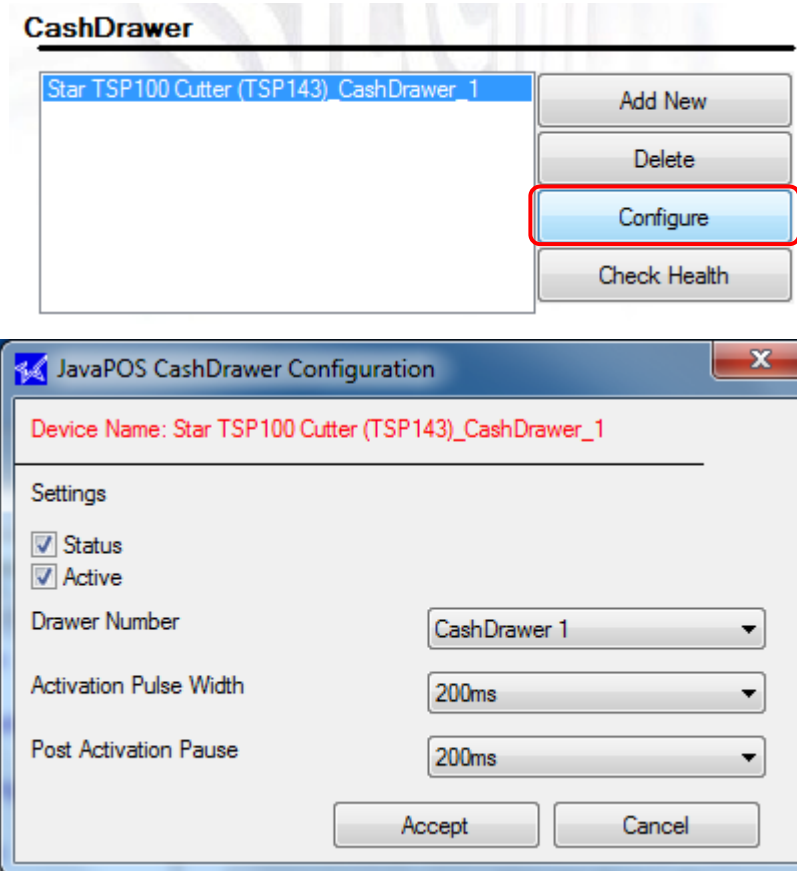 CashDrawer
Star TSP100 Cutter (TSP143)_CashDrawer_1
Add New
Delete
Configure
Check Health
JavaPOS CashDrawer Configuration
Device Name: Star TSP100 Cutter (TSP143)_CashDrawer_1
Settings
Status
Active
Drawer Number CashDrawer 1
Activation Pulse Width 200ms
Post Activation Pause 200ms
Accept Cancel